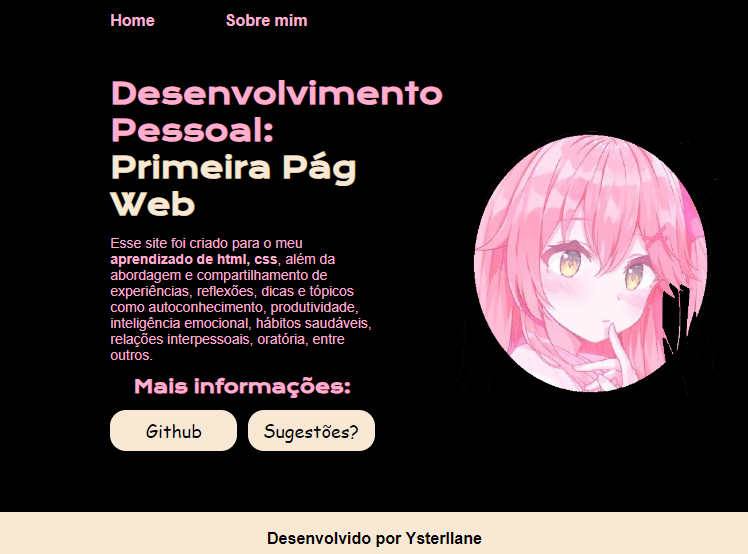 Home Sobre mim
Desenvolvimento
Pessoal:
Primeira Pág
Web
Esse site foi criado para o meu
aprendizado de html, css, além da
abordagem e compartilhamento de
experiências, reflexões, dicas e tópicos
como autoconhecimento, produtividade,
inteligência emocional, hábitos saudáveis,
relações interpessoais, oratória, entre
outros.
Mais informações:
Github Sugestões?
Desenvolvido por Ysterllane